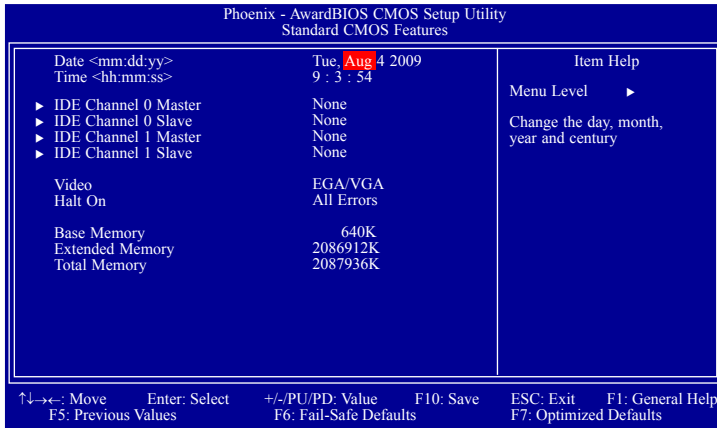 Phoenix - AwardBIOS CMOS Setup Utility
Standard CMOS Features
Date <mm:dd:yy> Tue, Aug 4 2009
Time <hh:mm:ss> 9 : 3 : 54
▶ IDE Channel 0 Master None
▶ IDE Channel 0 Slave None
▶ IDE Channel 1 Master None
▶ IDE Channel 1 Slave None
Video EGA/VGA
Halt On All Errors
Base Memory 640K
Extended Memory 2086912K
Total Memory 2087936K
Item Help
Menu Level ▶
Change the day, month,
year and century
↑↓→←: Move Enter: Select +/-/PU/PD: Value F10: Save ESC: Exit F1: General Help
F5: Previous Values F6: Fail-Safe Defaults F7: Optimized Defaults